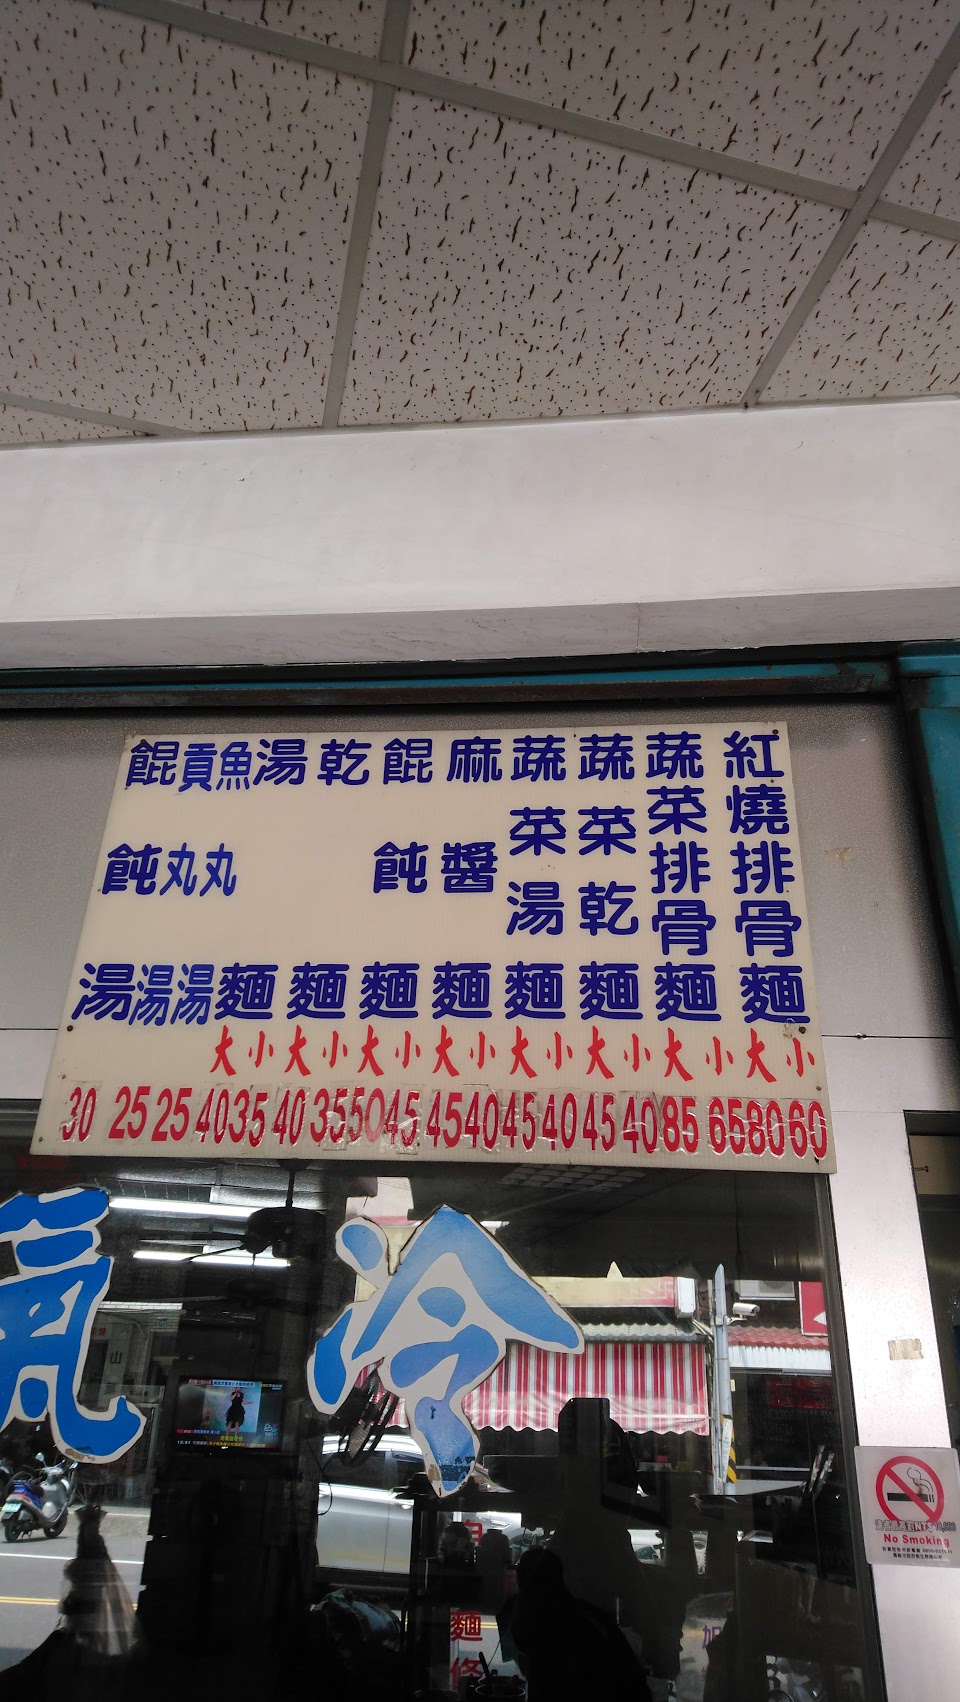 紅燒排骨麵 大 小 80 60
蔬菜排骨麵 大 小 85 65
蔬菜乾麵 大 小 45 40
蔬菜湯麵 大 小 45 40
麻醬麵 大 小 45 40
餛飩麵 大 小 50 45
乾麵 大 小 40 35
湯麵 大 小 40 35
魚丸湯 25
貢丸湯 25
餛飩湯 30
冷氣
麵條
No Smoking